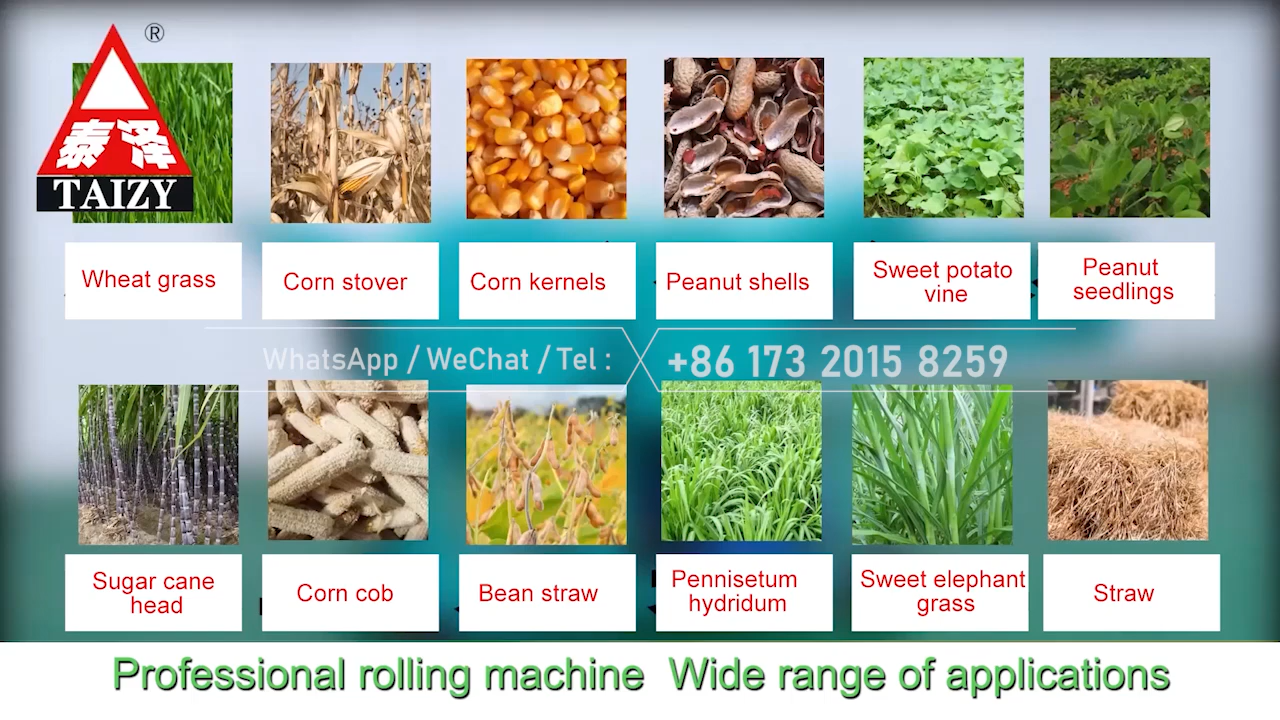 ®
泰泽
TAIZY
Wheat grass
Corn stover
Corn kernels
Peanut shells
Sweet potato
vine
Peanut
seedlings
WhatsApp / WeChat / Tel :
+86 173 2015 8259
Sugar cane
head
Corn cob
Bean straw
Pennisetum
hydridum
Sweet elephant
grass
Straw
Professional rolling machine Wide range of applications